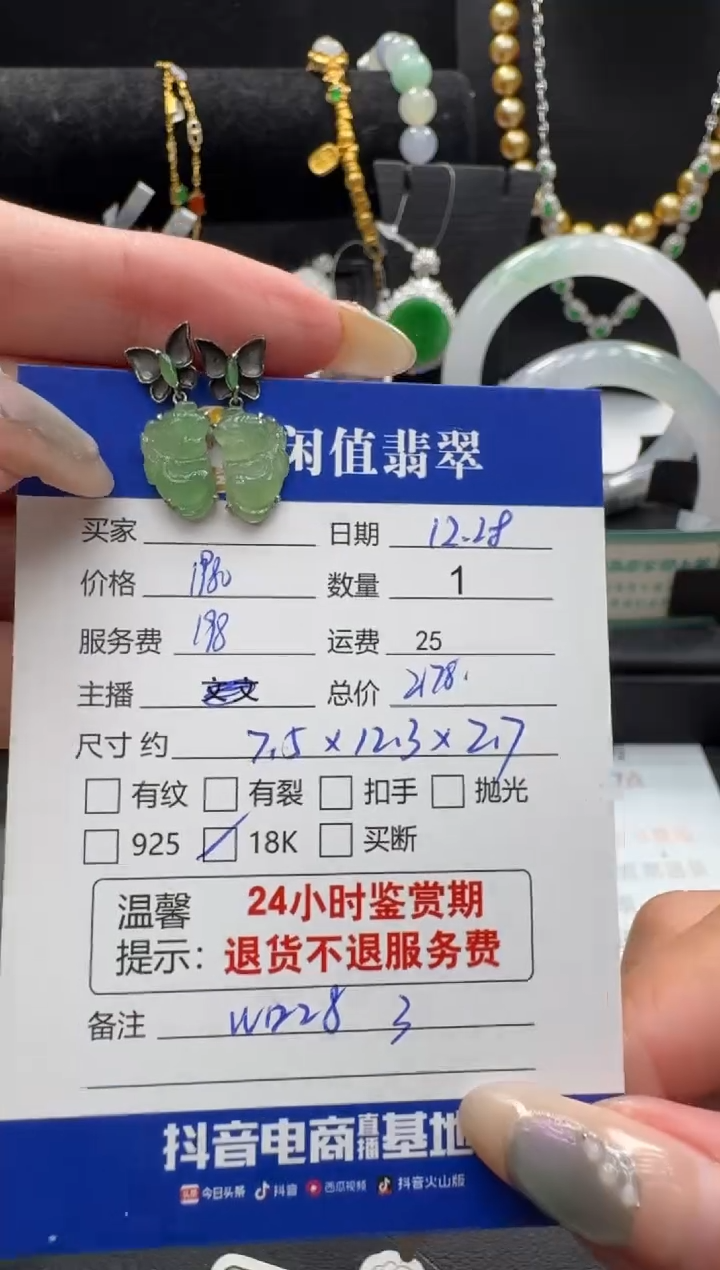 闲值翡翠
买家 日期 12.28
价格 1980 数量 1
服务费 198 运费 25
主播 文文 总价 2178.
尺寸 约 7.5×12.3×2.7
有纹 有裂 扣手 抛光
925 18K 买断
温馨 24小时鉴赏期
提示: 退货不退服务费
备注 W1228 3
抖音电商直播基地
今日头条 抖音 西瓜视频 抖音火山版